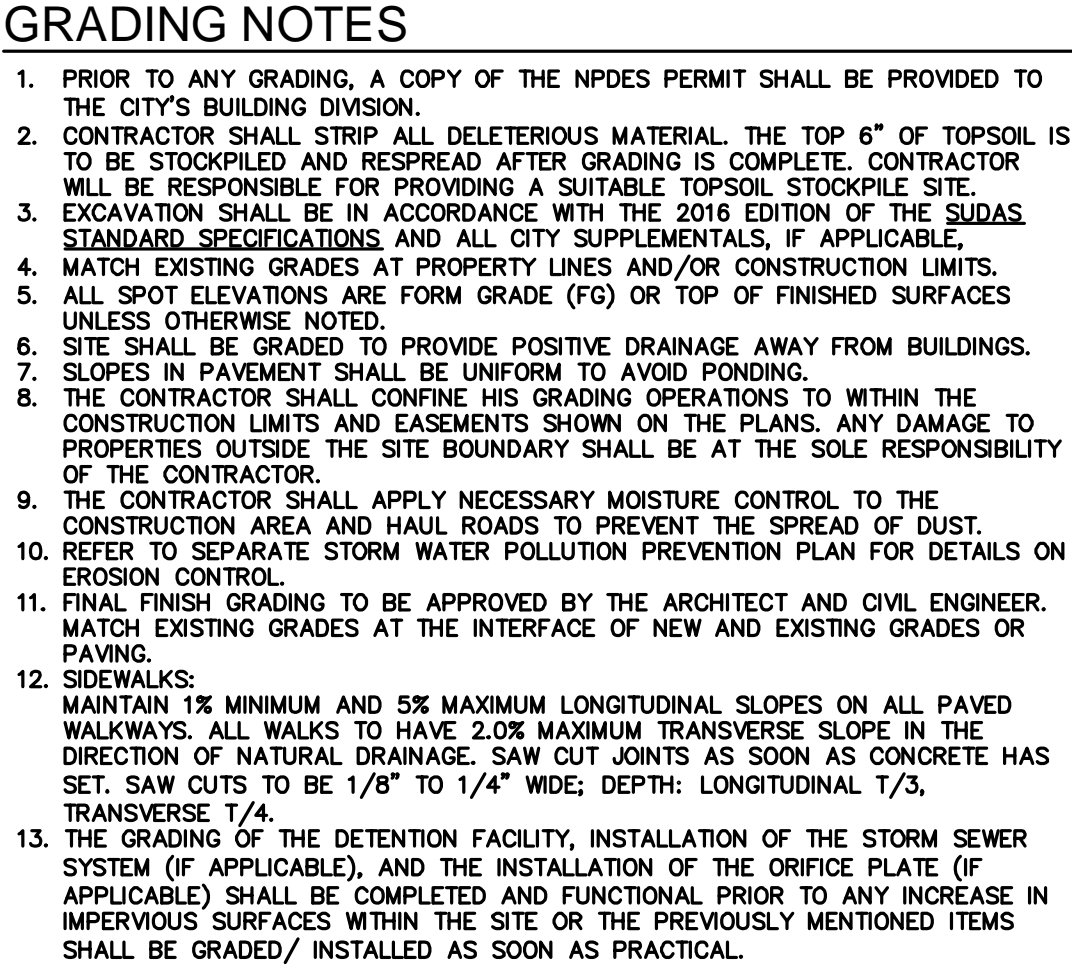 GRADING NOTES
1. PRIOR TO ANY GRADING, A COPY OF THE NPDES PERMIT SHALL BE PROVIDED TO
THE CITY'S BUILDING DIVISION.
2. CONTRACTOR SHALL STRIP ALL DELETERIOUS MATERIAL. THE TOP 6" OF TOPSOIL IS
TO BE STOCKPILED AND RESPREAD AFTER GRADING IS COMPLETE. CONTRACTOR
WILL BE RESPONSIBLE FOR PROVIDING A SUITABLE TOPSOIL STOCKPILE SITE.
3. EXCAVATION SHALL BE IN ACCORDANCE WITH THE 2016 EDITION OF THE SUDAS
STANDARD SPECIFICATIONS AND ALL CITY SUPPLEMENTALS, IF APPLICABLE,
4. MATCH EXISTING GRADES AT PROPERTY LINES AND/OR CONSTRUCTION LIMITS.
5. ALL SPOT ELEVATIONS ARE FORM GRADE (FG) OR TOP OF FINISHED SURFACES
UNLESS OTHERWISE NOTED.
6. SITE SHALL BE GRADED TO PROVIDE POSITIVE DRAINAGE AWAY FROM BUILDINGS.
7. SLOPES IN PAVEMENT SHALL BE UNIFORM TO AVOID PONDING.
8. THE CONTRACTOR SHALL CONFINE HIS GRADING OPERATIONS TO WITHIN THE
CONSTRUCTION LIMITS AND EASEMENTS SHOWN ON THE PLANS. ANY DAMAGE TO
PROPERTIES OUTSIDE THE SITE BOUNDARY SHALL BE AT THE SOLE RESPONSIBILITY
OF THE CONTRACTOR.
9. THE CONTRACTOR SHALL APPLY NECESSARY MOISTURE CONTROL TO THE
CONSTRUCTION AREA AND HAUL ROADS TO PREVENT THE SPREAD OF DUST.
10. REFER TO SEPARATE STORM WATER POLLUTION PREVENTION PLAN FOR DETAILS ON
EROSION CONTROL.
11. FINAL FINISH GRADING TO BE APPROVED BY THE ARCHITECT AND CIVIL ENGINEER.
MATCH EXISTING GRADES AT THE INTERFACE OF NEW AND EXISTING GRADES OR
PAVING.
12. SIDEWALKS:
MAINTAIN 1% MINIMUM AND 5% MAXIMUM LONGITUDINAL SLOPES ON ALL PAVED
WALKWAYS. ALL WALKS TO HAVE 2.0% MAXIMUM TRANSVERSE SLOPE IN THE
DIRECTION OF NATURAL DRAINAGE. SAW CUT JOINTS AS SOON AS CONCRETE HAS
SET. SAW CUTS TO BE 1/8" TO 1/4" WIDE; DEPTH: LONGITUDINAL T/3,
TRANSVERSE T/4.
13. THE GRADING OF THE DETENTION FACILITY, INSTALLATION OF THE STORM SEWER
SYSTEM (IF APPLICABLE), AND THE INSTALLATION OF THE ORIFICE PLATE (IF
APPLICABLE) SHALL BE COMPLETED AND FUNCTIONAL PRIOR TO ANY INCREASE IN
IMPERVIOUS SURFACES WITHIN THE SITE OR THE PREVIOUSLY MENTIONED ITEMS
SHALL BE GRADED/ INSTALLED AS SOON AS PRACTICAL.